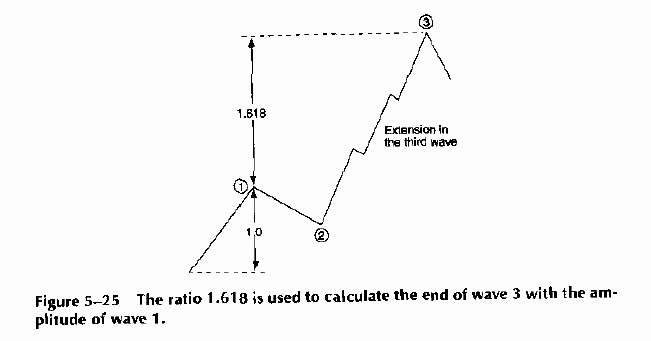 ③
1.618
Extension in
the third wave
①
1.0
②
Figure 5–25 The ratio 1.618 is used to calculate the end of wave 3 with the am-
plitude of wave 1.